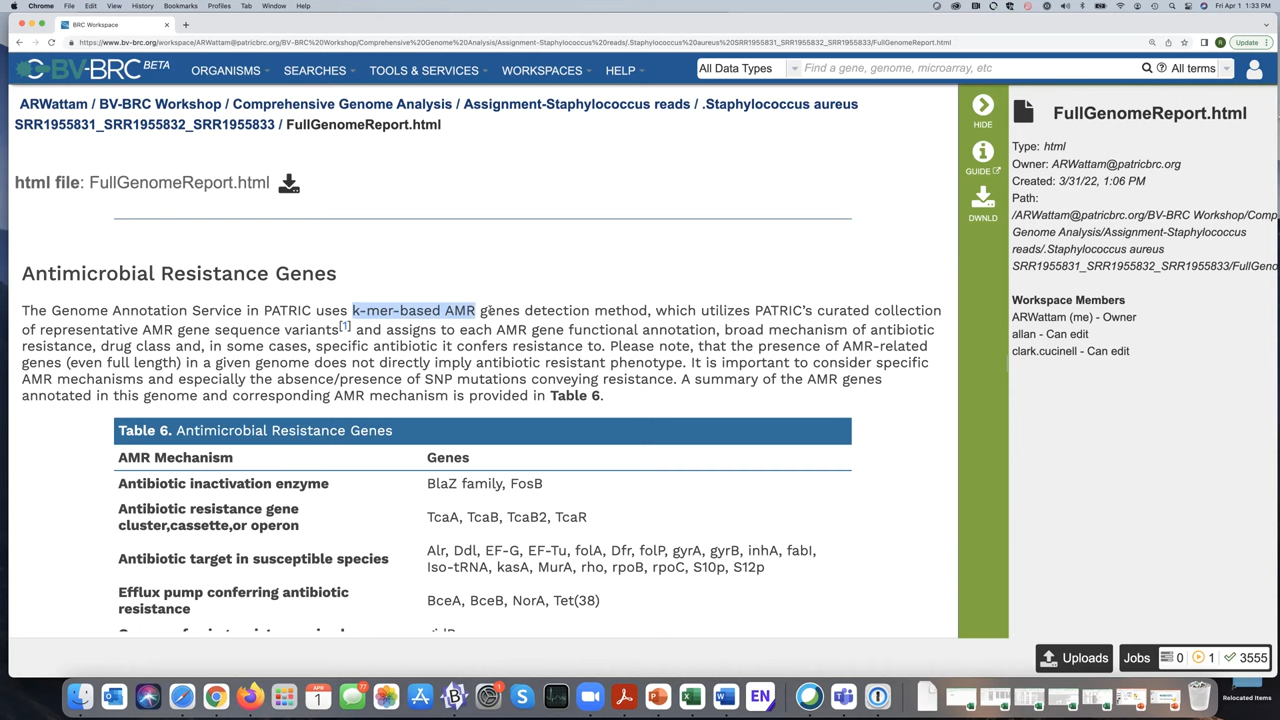 Chrome File Edit View History Bookmarks Profiles Tab Window Help Fri Apr 1 1:33 PM
BRC Workspace
https://www.bv-brc.org/workspace/ARWattam@patricbrc.org/BV-BRC%20Workshop/Comprehensive%20Genome%20Analysis/Assignment-Staphylococcus%20reads/.Staphylococcus%20aureus%20SRR1955831_SRR1955832_SRR1955833/FullGenomeReport.html
R Update
BV-BRC BETA ORGANISMS SEARCHES TOOLS & SERVICES WORKSPACES HELP All Data Types Find a gene, genome, microarray, etc All terms
ARWattam / BV-BRC Workshop / Comprehensive Genome Analysis / Assignment-Staphylococcus reads / .Staphylococcus aureus
SRR1955831_SRR1955832_SRR1955833 / FullGenomeReport.html
html file: FullGenomeReport.html
Antimicrobial Resistance Genes
The Genome Annotation Service in PATRIC uses k-mer-based AMR genes detection method, which utilizes PATRIC's curated collection
of representative AMR gene sequence variants[1] and assigns to each AMR gene functional annotation, broad mechanism of antibiotic
resistance, drug class and, in some cases, specific antibiotic it confers resistance to. Please note, that the presence of AMR-related
genes (even full length) in a given genome does not directly imply antibiotic resistant phenotype. It is important to consider specific
AMR mechanisms and especially the absence/presence of SNP mutations conveying resistance. A summary of the AMR genes
annotated in this genome and corresponding AMR mechanism is provided in Table 6.
Table 6. Antimicrobial Resistance Genes
AMR Mechanism Genes
Antibiotic inactivation enzyme BlaZ family, FosB
Antibiotic resistance gene
cluster,cassette,or operon TcaA, TcaB, TcaB2, TcaR
Antibiotic target in susceptible species Alr, Ddl, EF-G, EF-Tu, folA, Dfr, folP, gyrA, gyrB, inhA, fabI,
Iso-tRNA, kasA, MurA, rho, rpoB, rpoC, S10p, S12p
Efflux pump conferring antibiotic
resistance BceA, BceB, NorA, Tet(38)
HIDE
GUIDE
DWNLD
FullGenomeReport.html
Type: html
Owner: ARWattam@patricbrc.org
Created: 3/31/22, 1:06 PM
Path:
/ARWattam@patricbrc.org/BV-BRC Workshop/Comp
Genome Analysis/Assignment-Staphylococcus
reads/.Staphylococcus aureus
SRR1955831_SRR1955832_SRR1955833/FullGeno
Workspace Members
ARWattam (me) - Owner
allan - Can edit
clark.cucinell - Can edit
Uploads Jobs 0 1 3555
APR 1 77 EN
Relocated Items